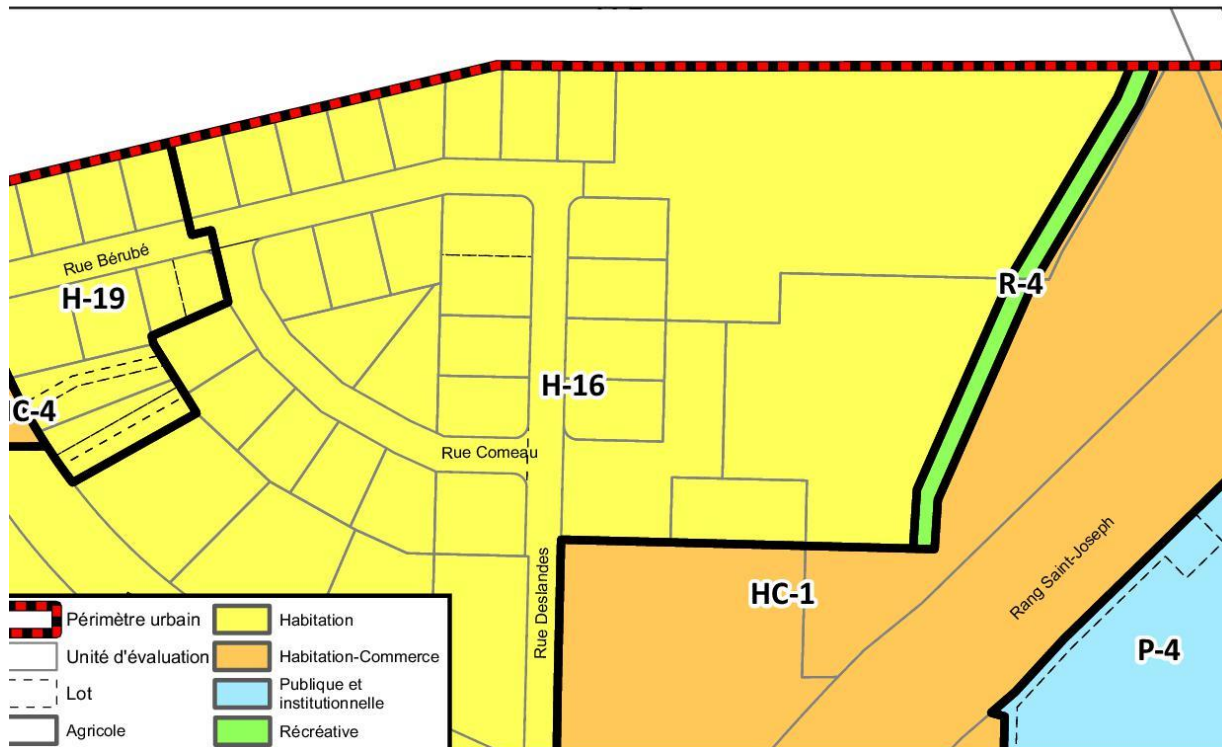 R-4
Rue Bérubé
H-19
H-16
C-4
Rue Comeau
Rue Deslandes
HC-1
Rang Saint-Joseph
P-4
Périmètre urbain
Unité d'évaluation
Lot
Agricole
Habitation
Habitation-Commerce
Publique et
institutionnelle
Récréative